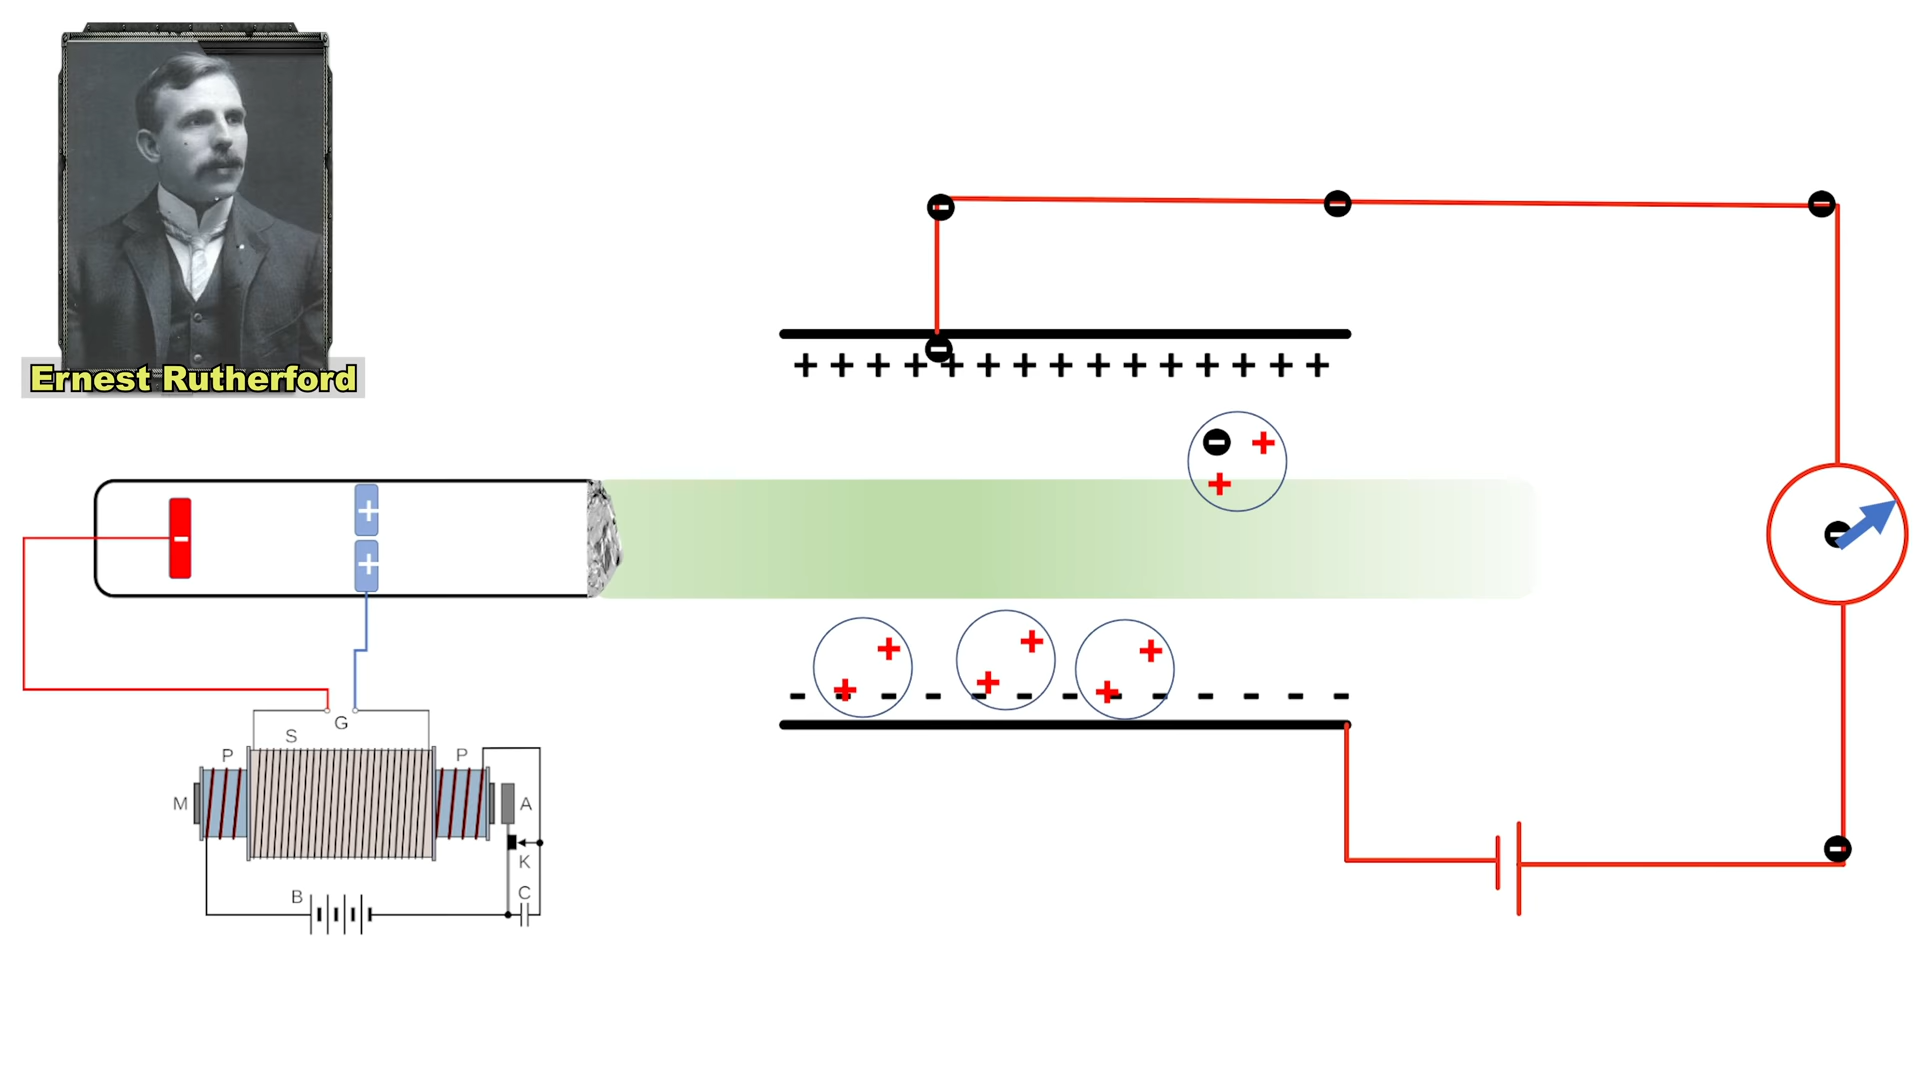 Ernest Rutherford
+ + + + + + + + + + + + + + +
- +
+
+
-
+
+ + +
+ + +
- - - - - - - - - - - - -
G
S
P P
M A
K
B C